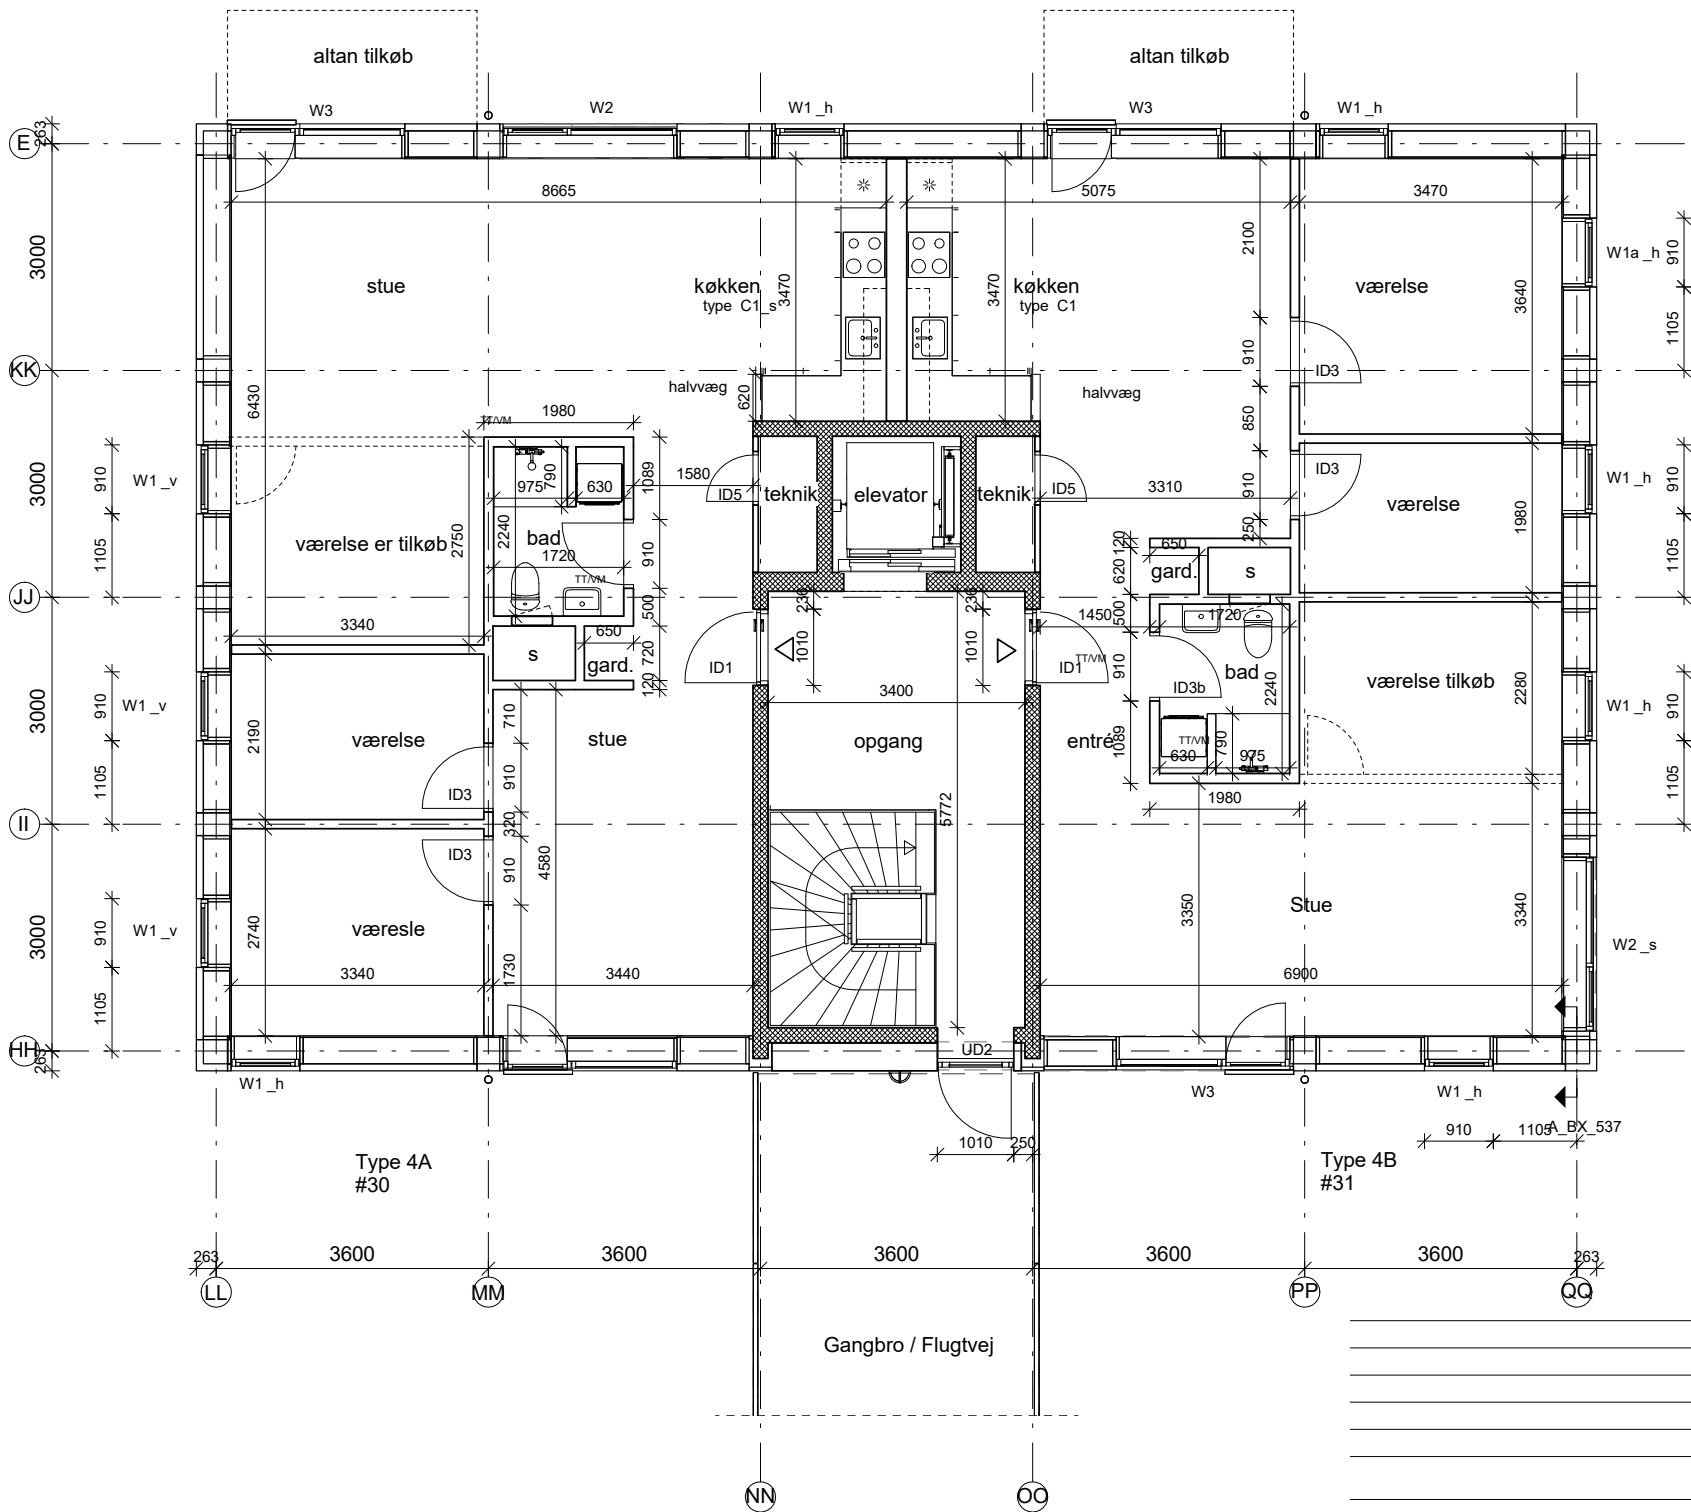 altan tilkøb
altan tilkøb
W3
W2
W1 _h
W3
W1 _h
E
263
8665
5075
3470
3000
stue
køkken
type C1_s
3470
3470
køkken
type C1
2100
værelse
3640
W1a _h
910
1105
910
KK
halvvæg
620
halvvæg
ID3
850
6430
TT/VM
1980
3000
910
W1 _v
975
790
630
1089
1580
ID5
teknik
elevator
teknik
ID5
3310
910
ID3
værelse
1980
W1 _h
910
1105
værelse er tilkøb
2750
2240
bad
1720
TT/VM
910
250
120
650
620
gard.
s
1105
JJ
3340
500
650
s
gard.
720
120
236
1010
ID1
236
1010
ID1
TT/VM
1450
500
1720
910
ID3b
bad
2240
værelse tilkøb
2280
W1 _h
910
1105
3000
910
W1 _v
1105
2190
værelse
710
stue
3400
opgang
entré
1089
TT/VM
630
790
975
1980
910
ID3
II
320
4580
5772
ID3
910
3000
910
W1 _v
1105
2740
væresle
3340
1730
3440
3350
Stue
3340
6900
W2 _s
HH
263
W1 _h
UD2
W3
W1 _h
1010
250
910
1105
A_BX_537
Type 4A
#30
Type 4B
#31
263
3600
3600
3600
3600
3600
263
LL
MM
PP
QQ
Gangbro / Flugtvej
NN
OO